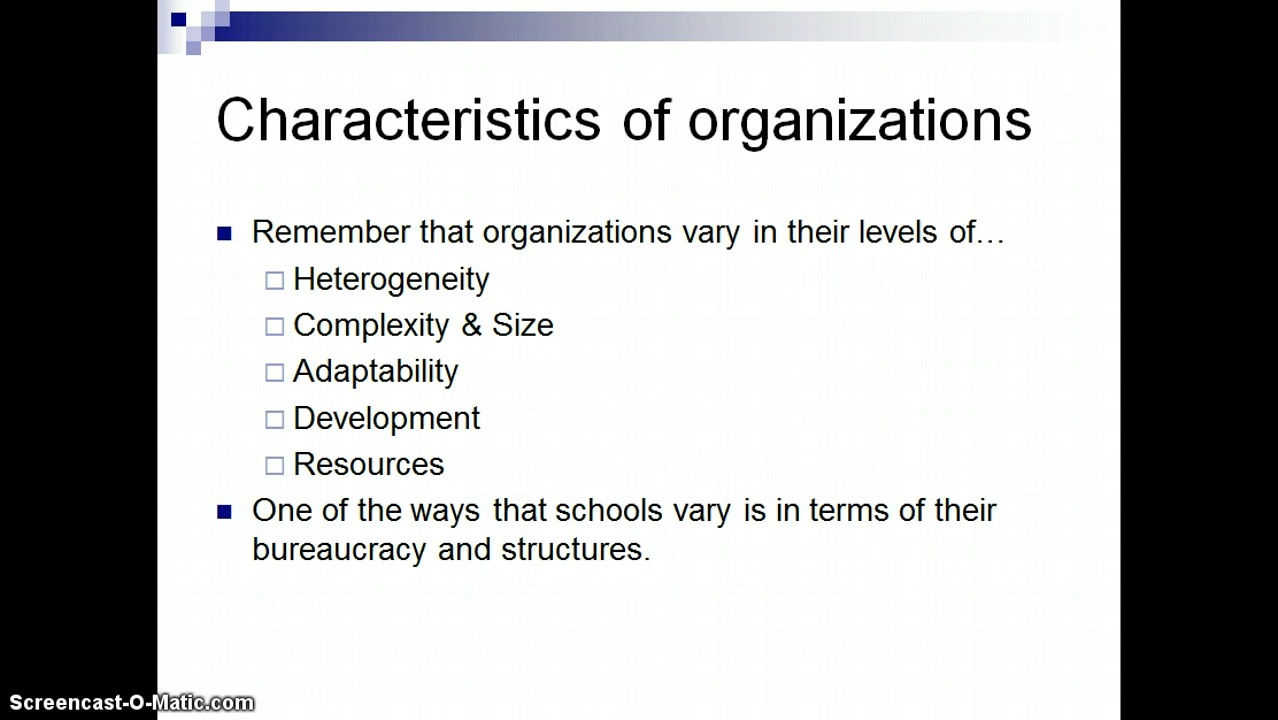 Characteristics of organizations
Remember that organizations vary in their levels of…
Heterogeneity
Complexity & Size
Adaptability
Development
Resources
One of the ways that schools vary is in terms of their
bureaucracy and structures.
Screencast-O-Matic.com